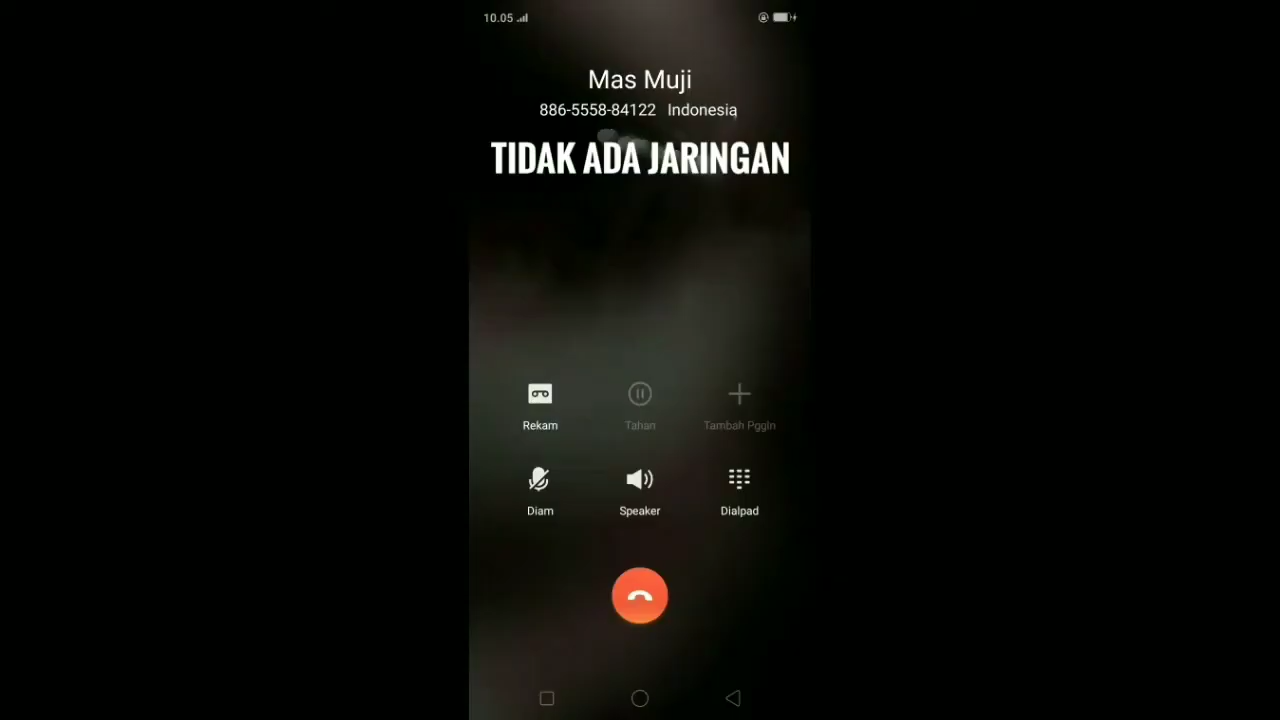 10.05
Mas Muji
886-5558-84122 Indonesia
TIDAK ADA JARINGAN
Rekam Tahan Tambah Pggln
Diam Speaker Dialpad